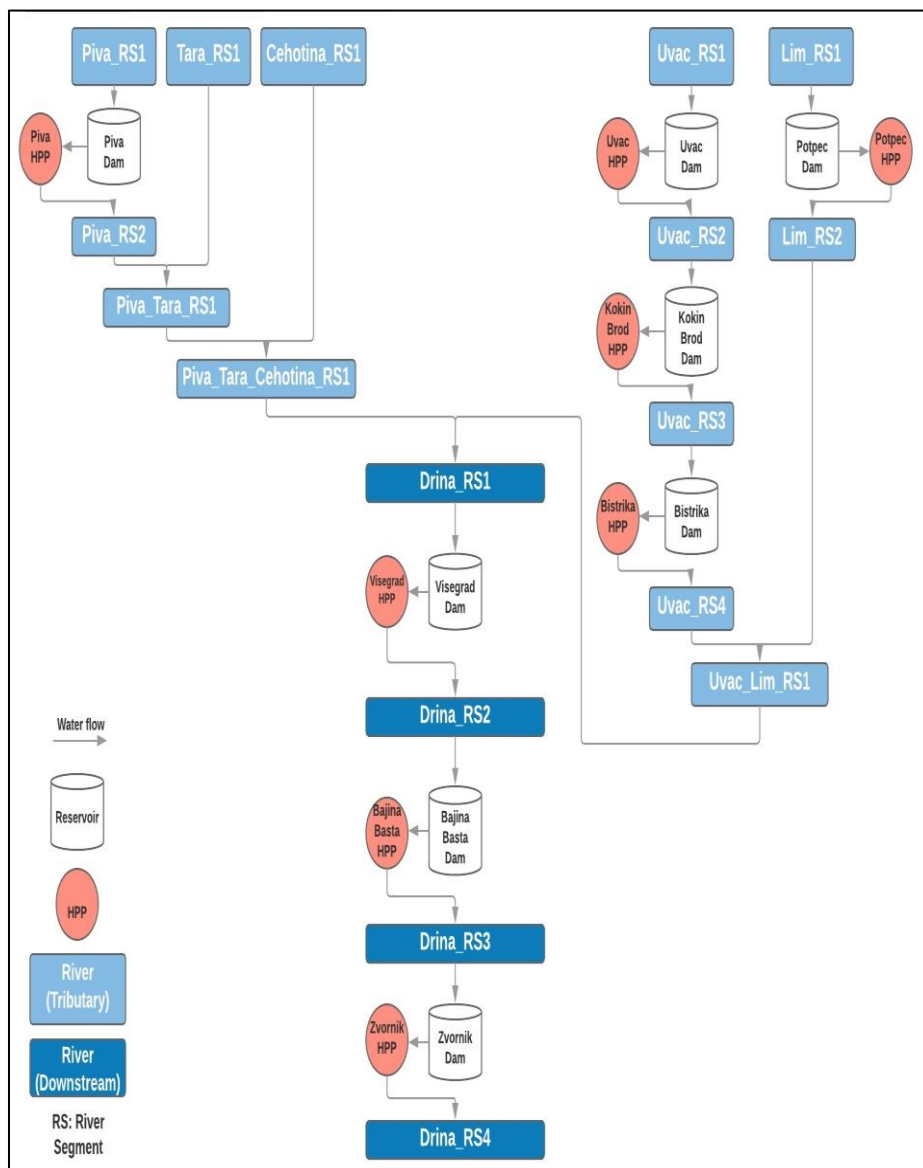 Piva_RS1
Tara_RS1
Cehotina_RS1
Uvac_RS1
Lim_RS1
Piva
HPP
Piva
Dam
Uvac
HPP
Uvac
Dam
Potpec
Dam
Potpec
HPP
Piva_RS2
Uvac_RS2
Lim_RS2
Piva_Tara_RS1
Kokin
Brod
HPP
Kokin
Brod
Dam
Piva_Tara_Cehotina_RS1
Uvac_RS3
Drina_RS1
Bistrika
HPP
Bistrika
Dam
Visegrad
HPP
Visegrad
Dam
Uvac_RS4
Uvac_Lim_RS1
Drina_RS2
Water flow
Reservoir
Bajina
Basta
HPP
Bajina
Basta
Dam
HPP
Drina_RS3
River
(Tributary)
Zvornik
HPP
Zvornik
Dam
River
(Downstream)
RS: River
Segment
Drina_RS4